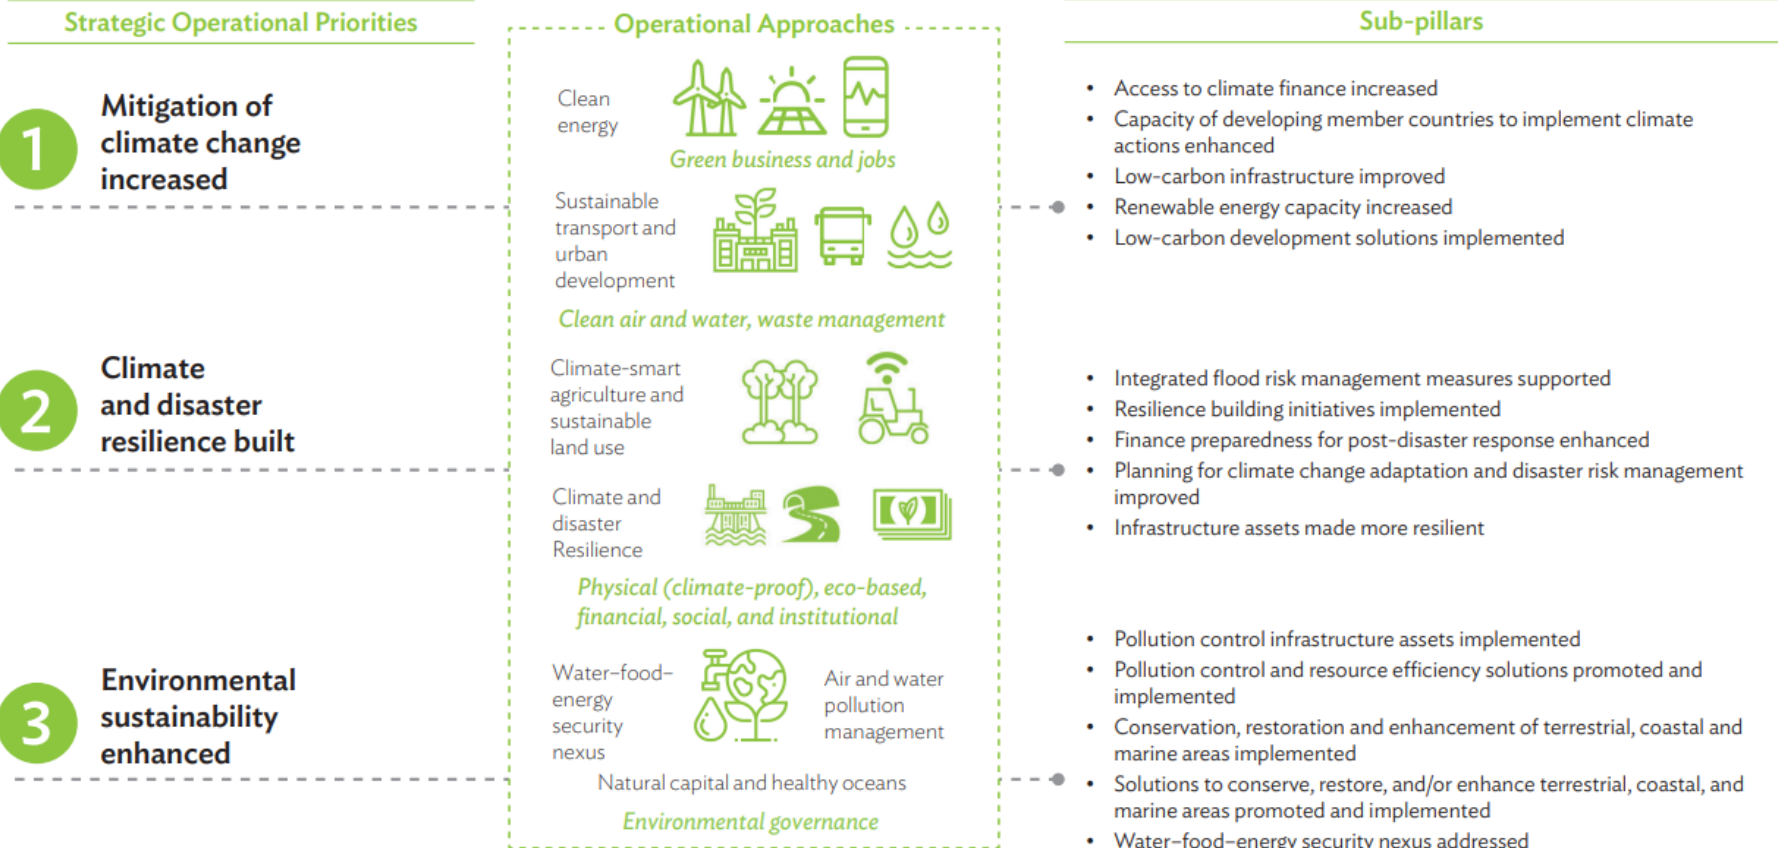 Strategic Operational Priorities
1
Mitigation of
climate change
increased
2
Climate
and disaster
resilience built
3
Environmental
sustainability
enhanced
Operational Approaches
Clean
energy
Green business and jobs
Sustainable
transport and
urban
development
Clean air and water, waste management
Climate-smart
agriculture and
sustainable
land use
Climate and
disaster
Resilience
Physical (climate-proof), eco-based,
financial, social, and institutional
Water–food–
energy
security
nexus
Air and water
pollution
management
Natural capital and healthy oceans
Environmental governance
Sub-pillars
• Access to climate finance increased
• Capacity of developing member countries to implement climate
actions enhanced
• Low-carbon infrastructure improved
• Renewable energy capacity increased
• Low-carbon development solutions implemented
• Integrated flood risk management measures supported
• Resilience building initiatives implemented
• Finance preparedness for post-disaster response enhanced
• Planning for climate change adaptation and disaster risk management
improved
• Infrastructure assets made more resilient
• Pollution control infrastructure assets implemented
• Pollution control and resource efficiency solutions promoted and
implemented
• Conservation, restoration and enhancement of terrestrial, coastal and
marine areas implemented
• Solutions to conserve, restore, and/or enhance terrestrial, coastal, and
marine areas promoted and implemented
• Water–food–energy security nexus addressed